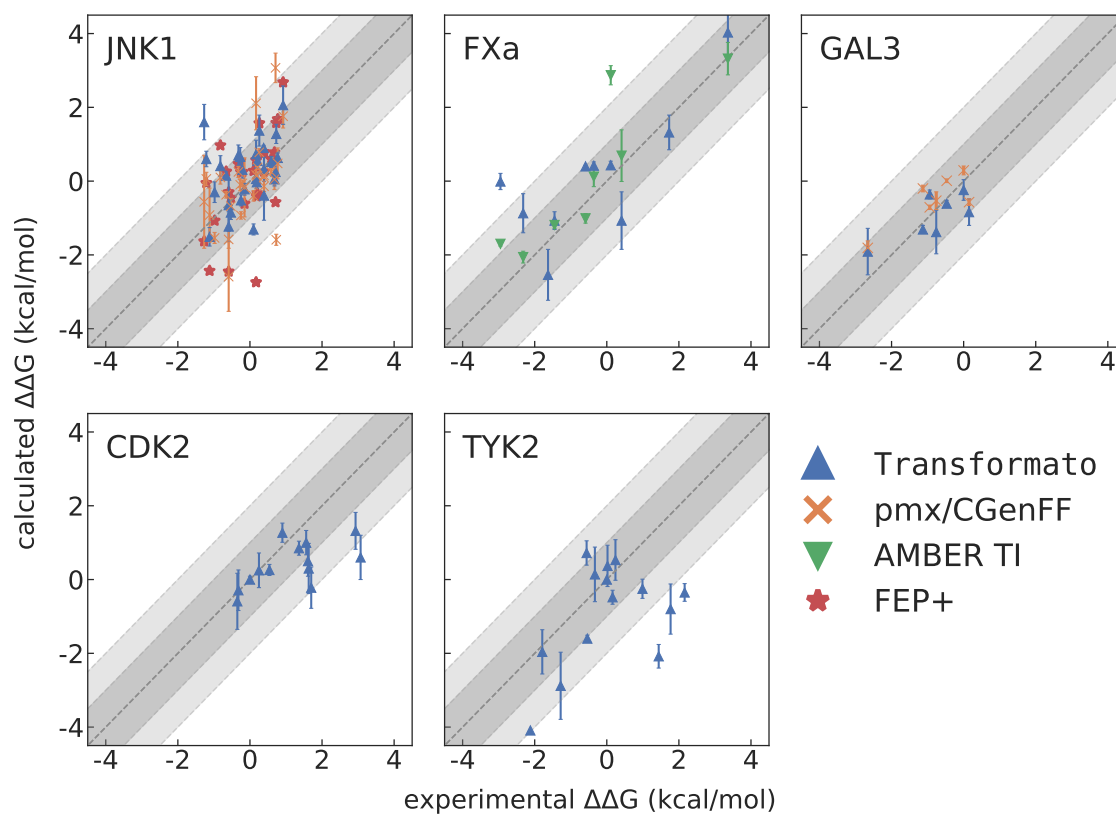 JNK1
FXa
GAL3
4
2
0
-2
-4
-4 -2 0 2 4
-4 -2 0 2 4
-4 -2 0 2 4
CDK2
TYK2
4
2
0
-2
-4
-4 -2 0 2 4
-4 -2 0 2 4
Transformato
pmx/CGenFF
AMBER TI
FEP+
calculated ΔΔG (kcal/mol)
experimental ΔΔG (kcal/mol)